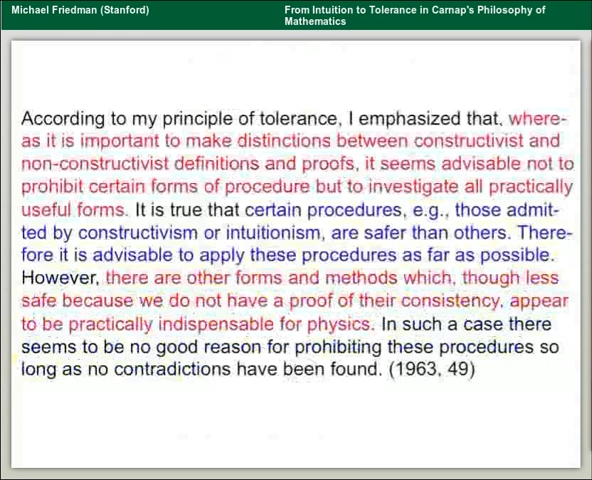 Michael Friedman (Stanford)
From Intuition to Tolerance in Carnap's Philosophy of
Mathematics
According to my principle of tolerance, I emphasized that, where-
as it is important to make distinctions between constructivist and
non-constructivist definitions and proofs, it seems advisable not to
prohibit certain forms of procedure but to investigate all practically
useful forms. It is true that certain procedures, e.g., those admit-
ted by constructivism or intuitionism, are safer than others. There-
fore it is advisable to apply these procedures as far as possible.
However, there are other forms and methods which, though less
safe because we do not have a proof of their consistency, appear
to be practically indispensable for physics. In such a case there
seems to be no good reason for prohibiting these procedures so
long as no contradictions have been found. (1963, 49)